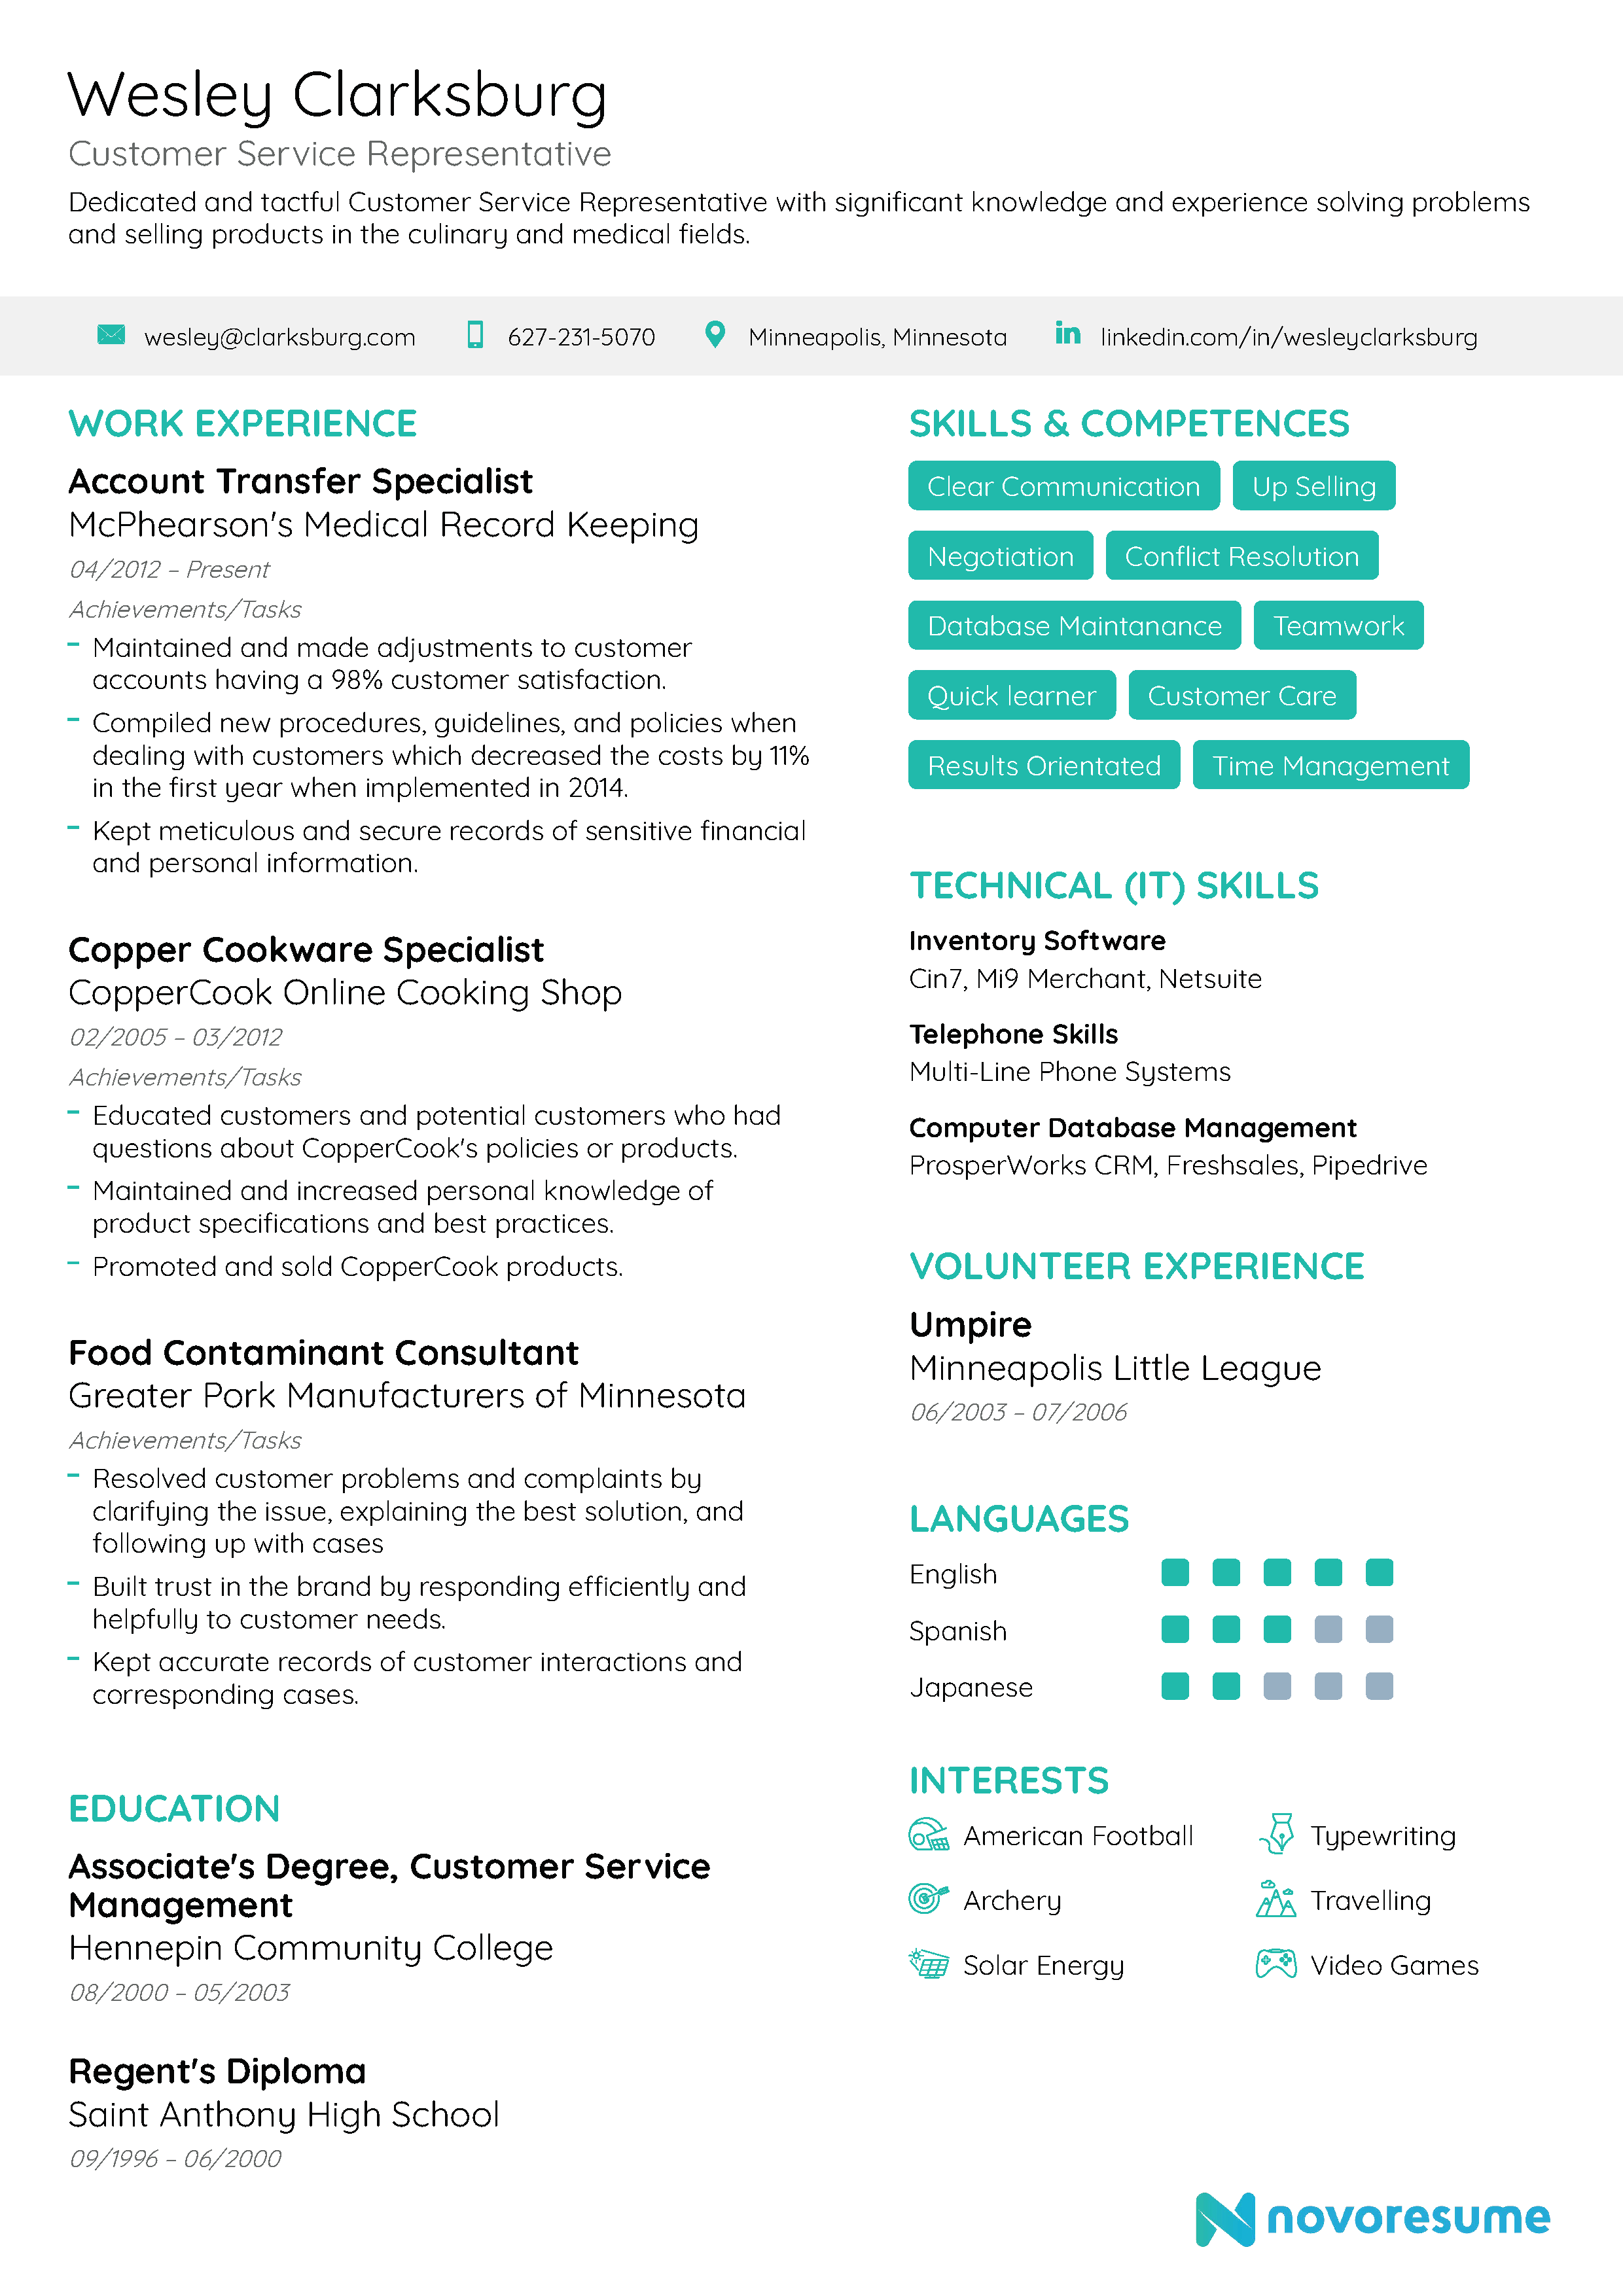 Wesley Clarksburg
Customer Service Representative
Dedicated and tactful Customer Service Representative with significant knowledge and experience solving problems
and selling products in the culinary and medical fields.
wesley@clarksburg.com 627-231-5070 Minneapolis, Minnesota linkedin.com/in/wesleyclarksburg
WORK EXPERIENCE
Account Transfer Specialist
McPhearson's Medical Record Keeping
04/2012 – Present
Achievements/Tasks
– Maintained and made adjustments to customer
accounts having a 98% customer satisfaction.
– Compiled new procedures, guidelines, and policies when
dealing with customers which decreased the costs by 11%
in the first year when implemented in 2014.
– Kept meticulous and secure records of sensitive financial
and personal information.
Copper Cookware Specialist
CopperCook Online Cooking Shop
02/2005 – 03/2012
Achievements/Tasks
– Educated customers and potential customers who had
questions about CopperCook's policies or products.
– Maintained and increased personal knowledge of
product specifications and best practices.
– Promoted and sold CopperCook products.
Food Contaminant Consultant
Greater Pork Manufacturers of Minnesota
Achievements/Tasks
– Resolved customer problems and complaints by
clarifying the issue, explaining the best solution, and
following up with cases
– Built trust in the brand by responding efficiently and
helpfully to customer needs.
– Kept accurate records of customer interactions and
corresponding cases.
EDUCATION
Associate's Degree, Customer Service
Management
Hennepin Community College
08/2000 – 05/2003
Regent's Diploma
Saint Anthony High School
09/1996 – 06/2000
SKILLS & COMPETENCES
Clear Communication Up Selling
Negotiation Conflict Resolution
Database Maintanance Teamwork
Quick learner Customer Care
Results Orientated Time Management
TECHNICAL (IT) SKILLS
Inventory Software
Cin7, Mi9 Merchant, Netsuite
Telephone Skills
Multi-Line Phone Systems
Computer Database Management
ProsperWorks CRM, Freshsales, Pipedrive
VOLUNTEER EXPERIENCE
Umpire
Minneapolis Little League
06/2003 – 07/2006
LANGUAGES
English
Spanish
Japanese
INTERESTS
American Football Typewriting
Archery Travelling
Solar Energy Video Games
novoresume